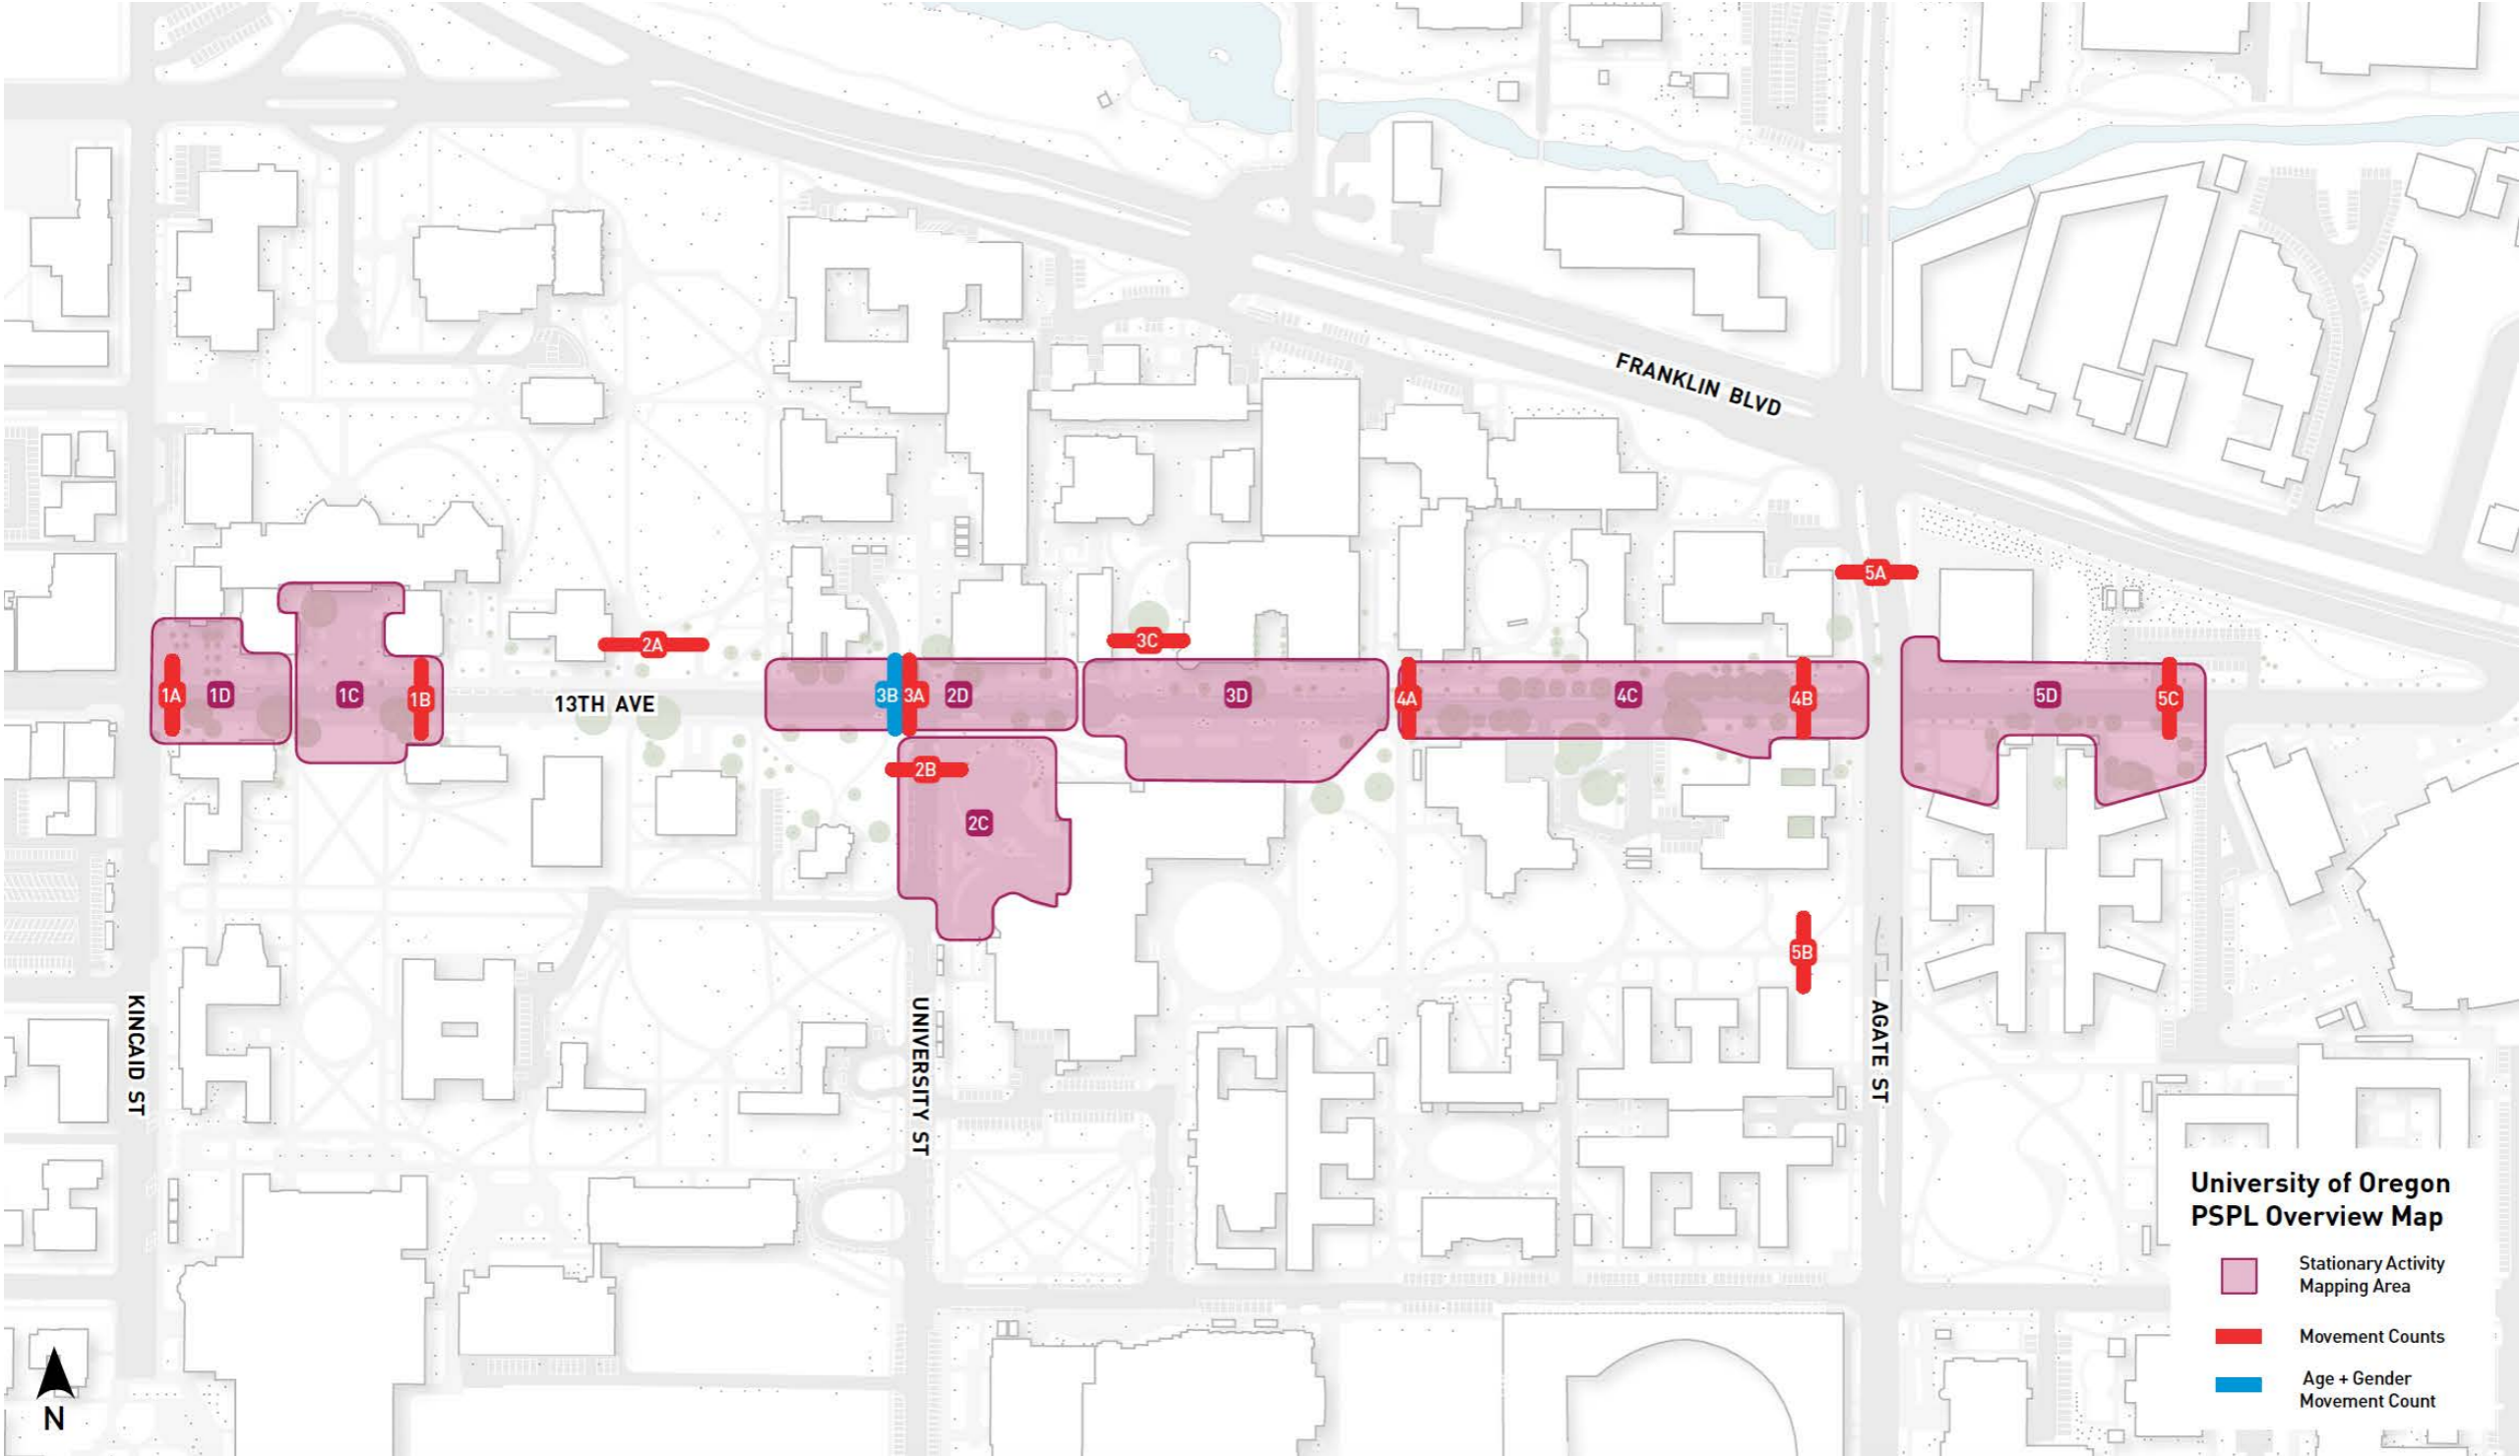 FRANKLIN BLVD
5A
2A
3C
1A
1D
1C
1B
13TH AVE
3B
3A
2D
3D
4A
4C
4B
5D
5C
2B
2C
5B
KINCAID ST
UNIVERSITY ST
AGATE ST
University of Oregon
PSPL Overview Map
Stationary Activity
Mapping Area
Movement Counts
Age + Gender
Movement Count
N